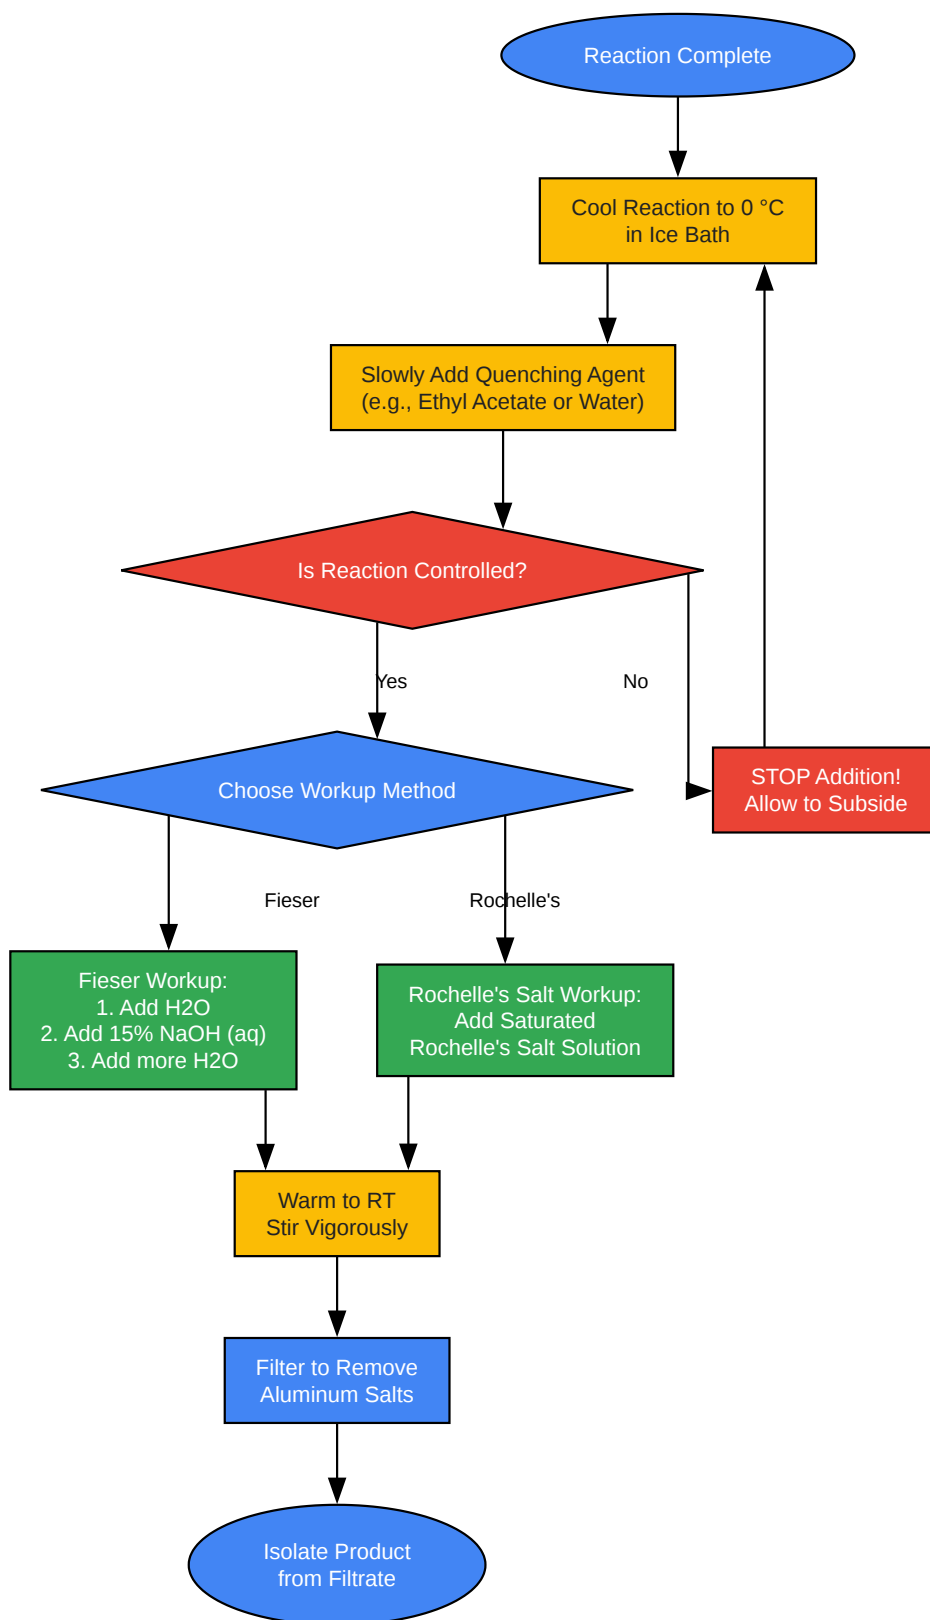 Reaction Complete
Cool Reaction to 0 °C
in Ice Bath
Slowly Add Quenching Agent
(e.g., Ethyl Acetate or Water)
Is Reaction Controlled?
Yes
No
STOP Addition!
Allow to Subside
Choose Workup Method
Fieser
Rochelle's
Fieser Workup:
1. Add H2O
2. Add 15% NaOH (aq)
3. Add more H2O
Rochelle's Salt Workup:
Add Saturated
Rochelle's Salt Solution
Warm to RT
Stir Vigorously
Filter to Remove
Aluminum Salts
Isolate Product
from Filtrate